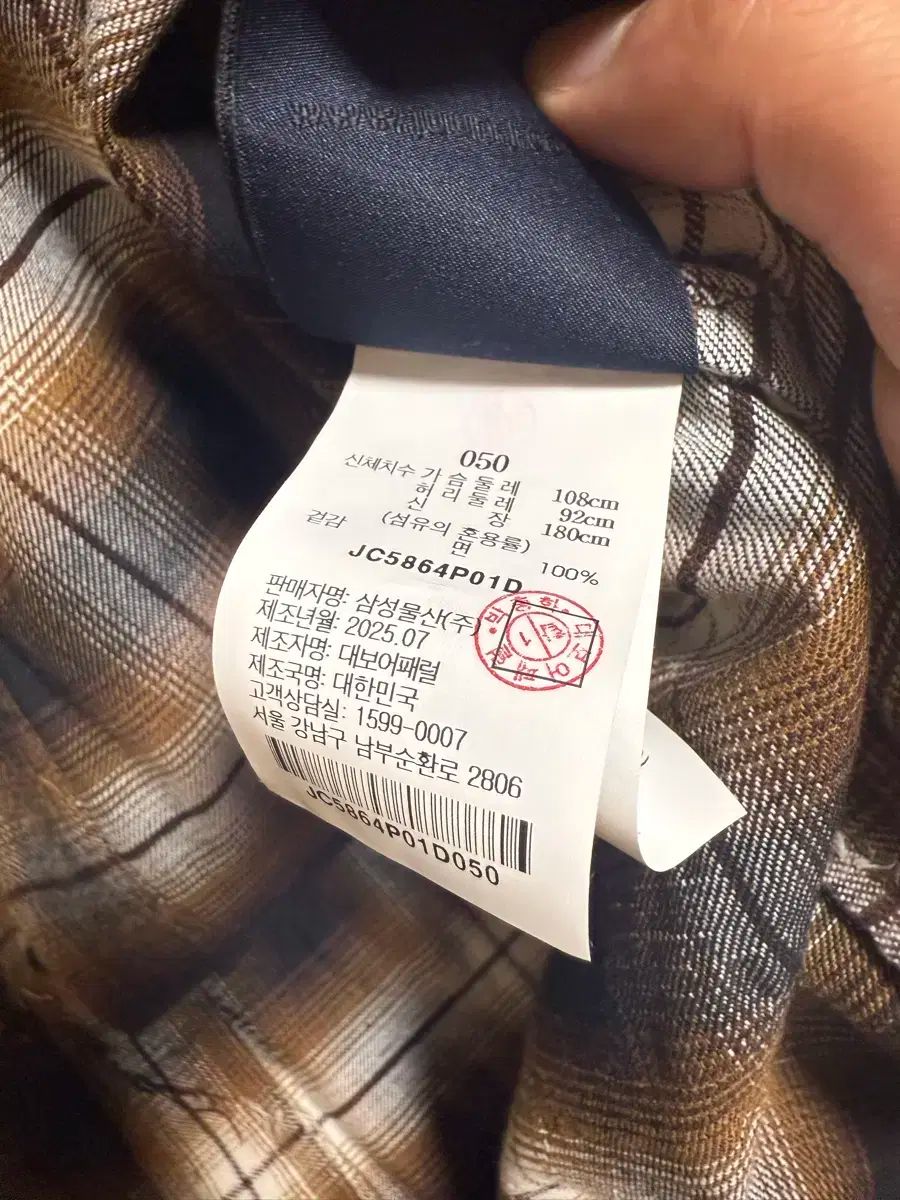 050
신체치수 가슴둘레 108cm
허리둘레 92cm
신장 180cm
겉감 (섬유의 혼용률)
면 100%
JC5864P01D
판매자명: 삼성물산(주)
제조년월: 2025.07
제조자명: 대보어패럴
제조국명: 대한민국
고객상남실: 1599-0007
서울 강남구 남부순환로 2806
JC5864P01D050